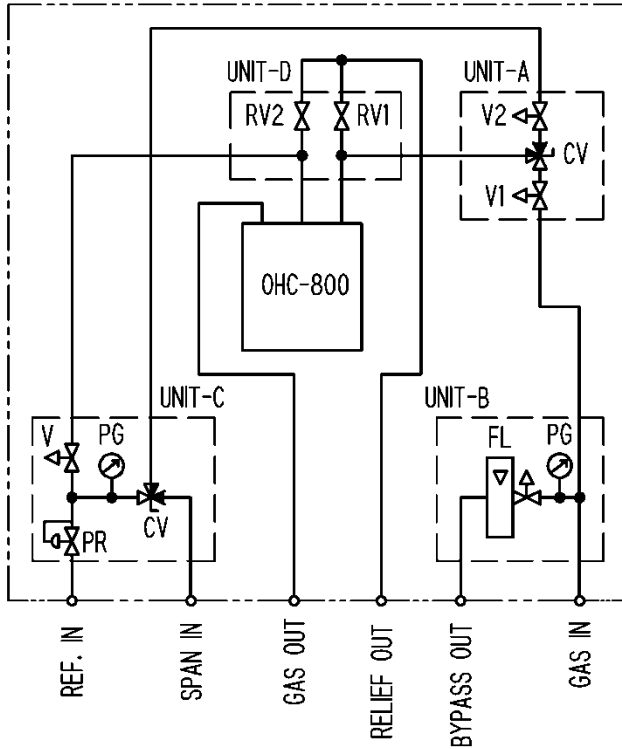 UNIT-D
UNIT-A
RV2
RV1
V2
CV
V1
OHC-800
UNIT-C
UNIT-B
V
PG
FL
PG
CV
PR
REF. IN
SPAN IN
GAS OUT
RELIEF OUT
BYPASS OUT
GAS IN